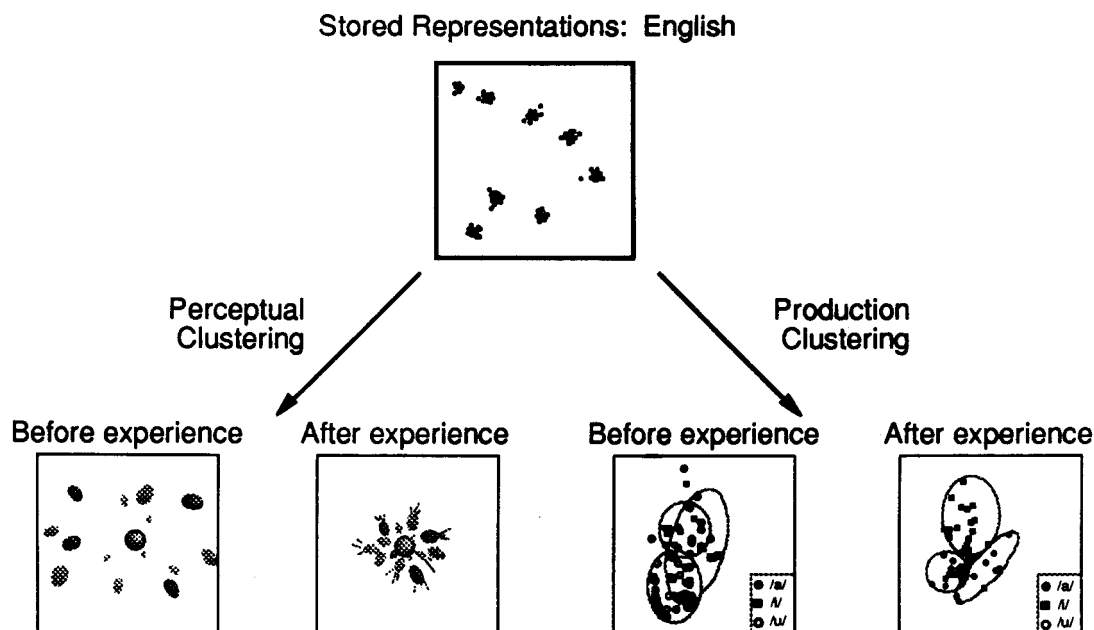 Stored Representations: English
Perceptual
Clustering
Production
Clustering
Before experience
After experience
Before experience
After experience
/a/
/i/
/u/
/a/
/i/
/u/